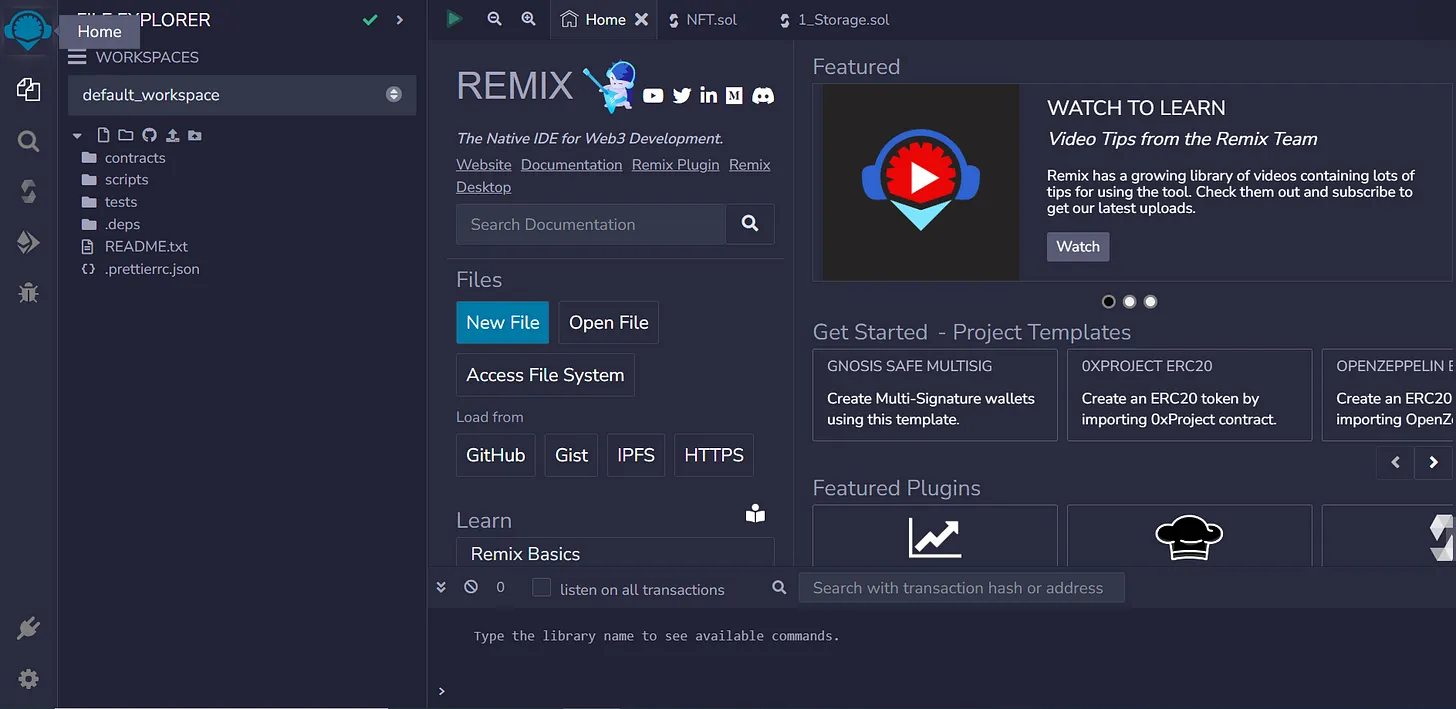 FILE EXPLORER
Home
WORKSPACES
default_workspace
contracts
scripts
tests
.deps
README.txt
.prettierrc.json
Home
NFT.sol
1_Storage.sol
REMIX
The Native IDE for Web3 Development.
Website Documentation Remix Plugin Remix
Desktop
Search Documentation
Files
New File
Open File
Access File System
Load from
GitHub
Gist
IPFS
HTTPS
Learn
Remix Basics
Featured
WATCH TO LEARN
Video Tips from the Remix Team
Remix has a growing library of videos containing lots of
tips for using the tool. Check them out and subscribe to
get our latest uploads.
Watch
Get Started - Project Templates
GNOSIS SAFE MULTISIG
Create Multi-Signature wallets
using this template.
0XPROJECT ERC20
Create an ERC20 token by
importing 0xProject contract.
OPENZEPPELIN E
Create an ERC20
importing OpenZ
Featured Plugins
0
listen on all transactions
Search with transaction hash or address
Type the library name to see available commands.
>